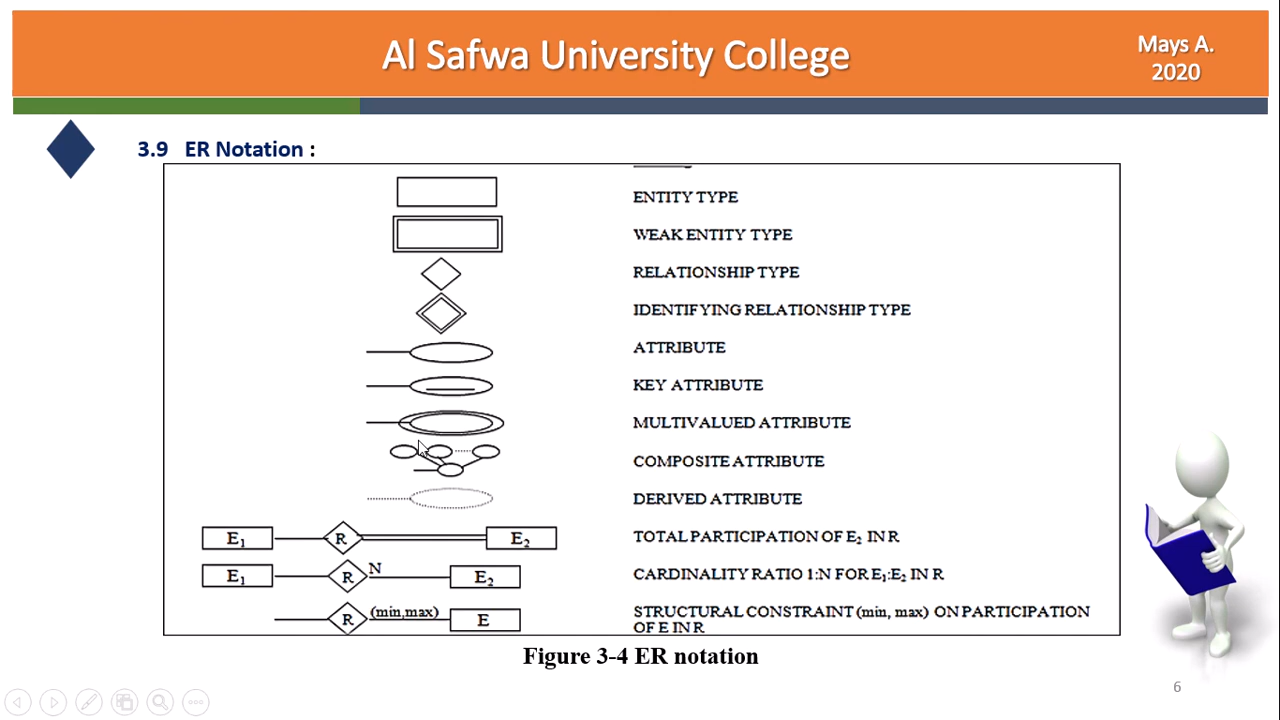 Al Safwa University College
Mays A.
2020
3.9 ER Notation :
ENTITY TYPE
WEAK ENTITY TYPE
RELATIONSHIP TYPE
IDENTIFYING RELATIONSHIP TYPE
ATTRIBUTE
KEY ATTRIBUTE
MULTIVALUED ATTRIBUTE
COMPOSITE ATTRIBUTE
DERIVED ATTRIBUTE
E₁ R E₂ TOTAL PARTICIPATION OF E₂ IN R
E₁ R N E₂ CARDINALITY RATIO 1:N FOR E₁:E₂ IN R
R (min,max) E STRUCTURAL CONSTRAINT (min, max) ON PARTICIPATION
OF E IN R
Figure 3-4 ER notation
6